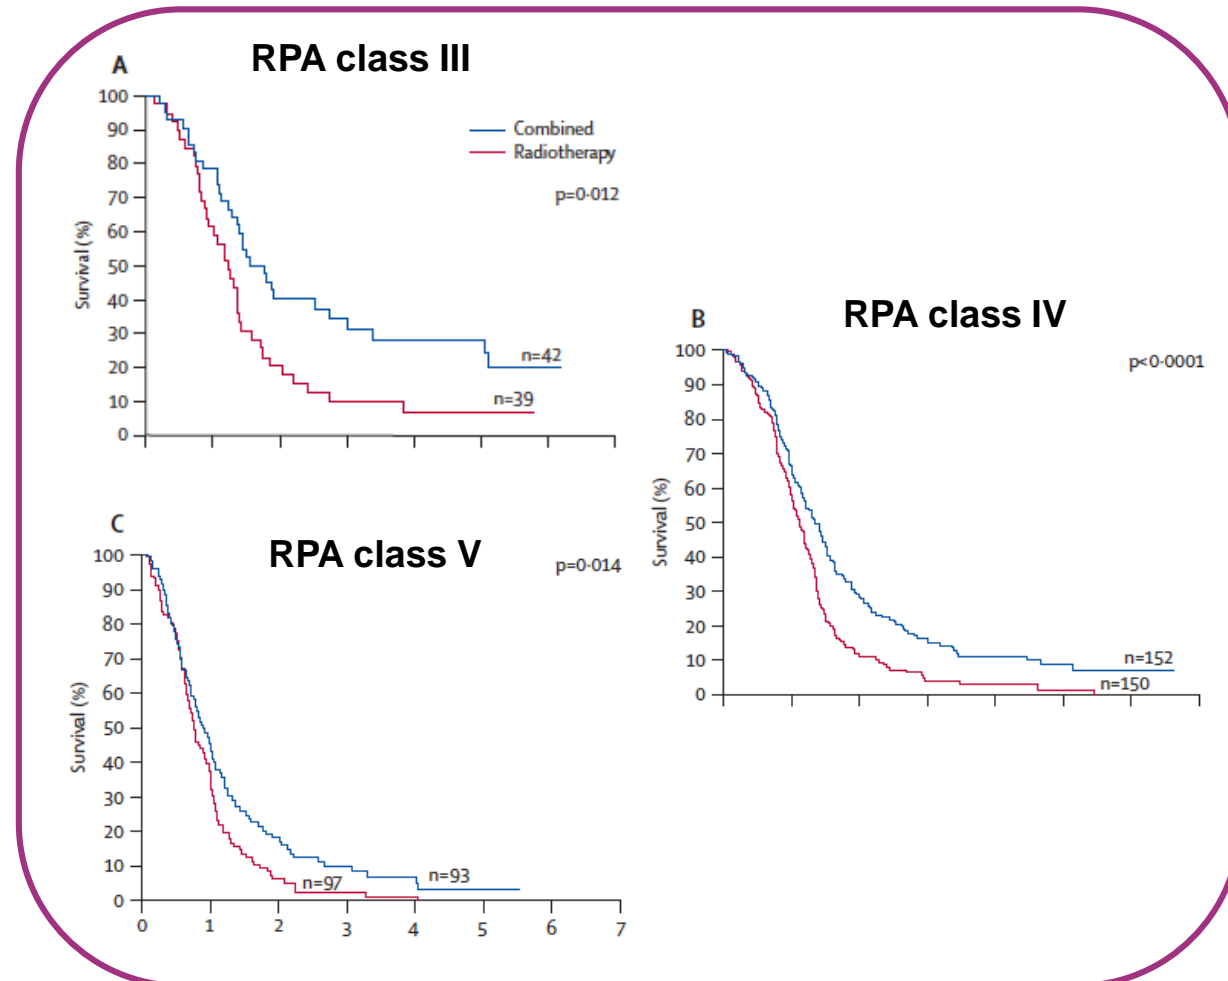 A
RPA class III
100
90
80
70
60
50
40
30
20
10
0
Survival (%)
Combined
Radiotherapy
p=0·012
n=42
n=39
B
RPA class IV
100
90
80
70
60
50
40
30
20
10
0
Survival (%)
p<0·0001
n=152
n=150
C
RPA class V
100
90
80
70
60
50
40
30
20
10
0
Survival (%)
p=0·014
n=97
n=93
0 1 2 3 4 5 6 7